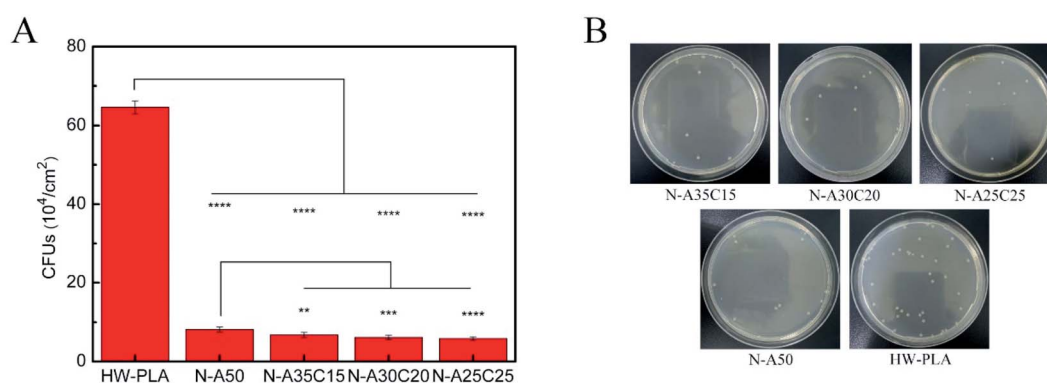 A
B
80
60
40
20
0
CFUs (10⁴/cm²)
**** **** **** ****
** *** ****
HW-PLA N-A50 N-A35C15 N-A30C20 N-A25C25
N-A35C15 N-A30C20 N-A25C25
N-A50 HW-PLA